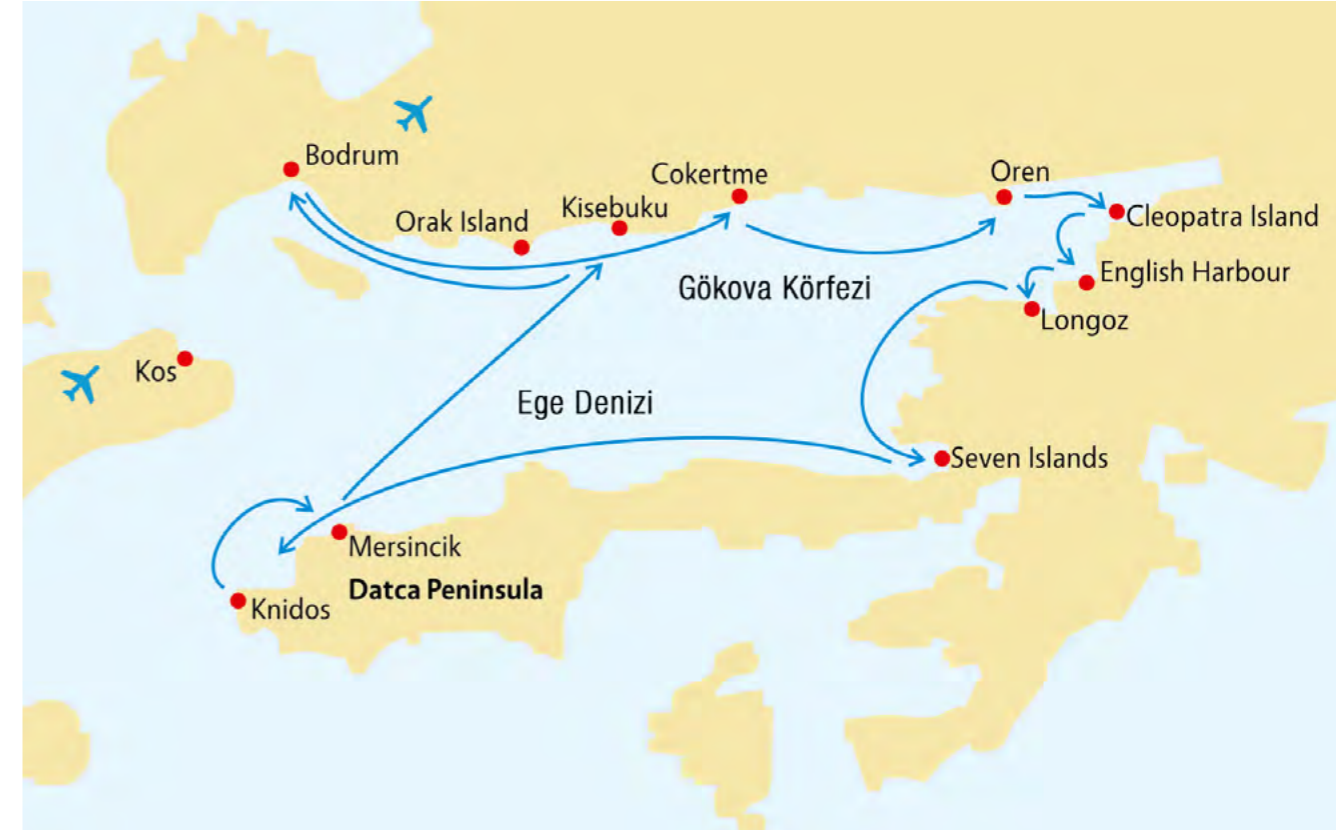 Bodrum
Cokertme
Oren
Kisebuku
Orak Island
Cleopatra Island
English Harbour
Gökova Körfezi
Longoz
Kos
Ege Denizi
Seven Islands
Mersincik
Datca Peninsula
Knidos